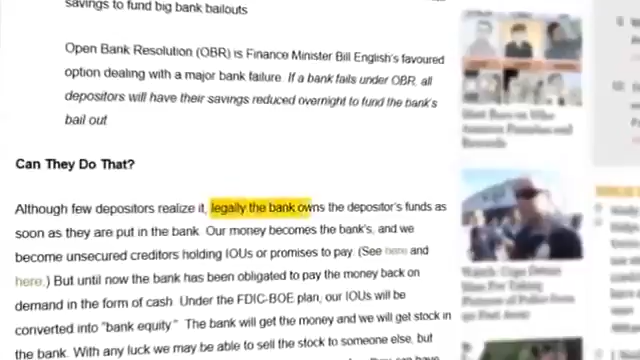 savings to fund big bank bailouts
Open Bank Resolution (OBR) is Finance Minister Bill English's favoured
option dealing with a major bank failure. If a bank fails under OBR, all
depositors will have their savings reduced overnight to fund the bank's
bail out
Can They Do That?
Although few depositors realize it, legally the bank owns the depositor's funds as
soon as they are put in the bank. Our money becomes the bank's, and we
become unsecured creditors holding IOUs or promises to pay. (See here and
here.) But until now the bank has been obligated to pay the money back on
demand in the form of cash. Under the FDIC-BOE plan, our IOUs will be
converted into "bank equity". The bank will get the money and we will get stock in
the bank. With any luck we may be able to sell the stock to someone else, but